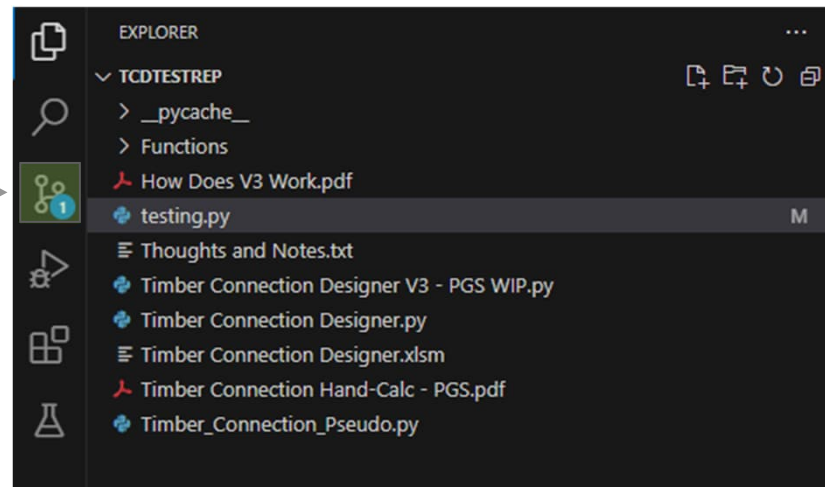 EXPLORER
TCDTESTREP
__pycache__
Functions
How Does V3 Work.pdf
1
testing.py M
Thoughts and Notes.txt
Timber Connection Designer V3 - PGS WIP.py
Timber Connection Designer.py
Timber Connection Designer.xlsm
Timber Connection Hand-Calc - PGS.pdf
Timber_Connection_Pseudo.py